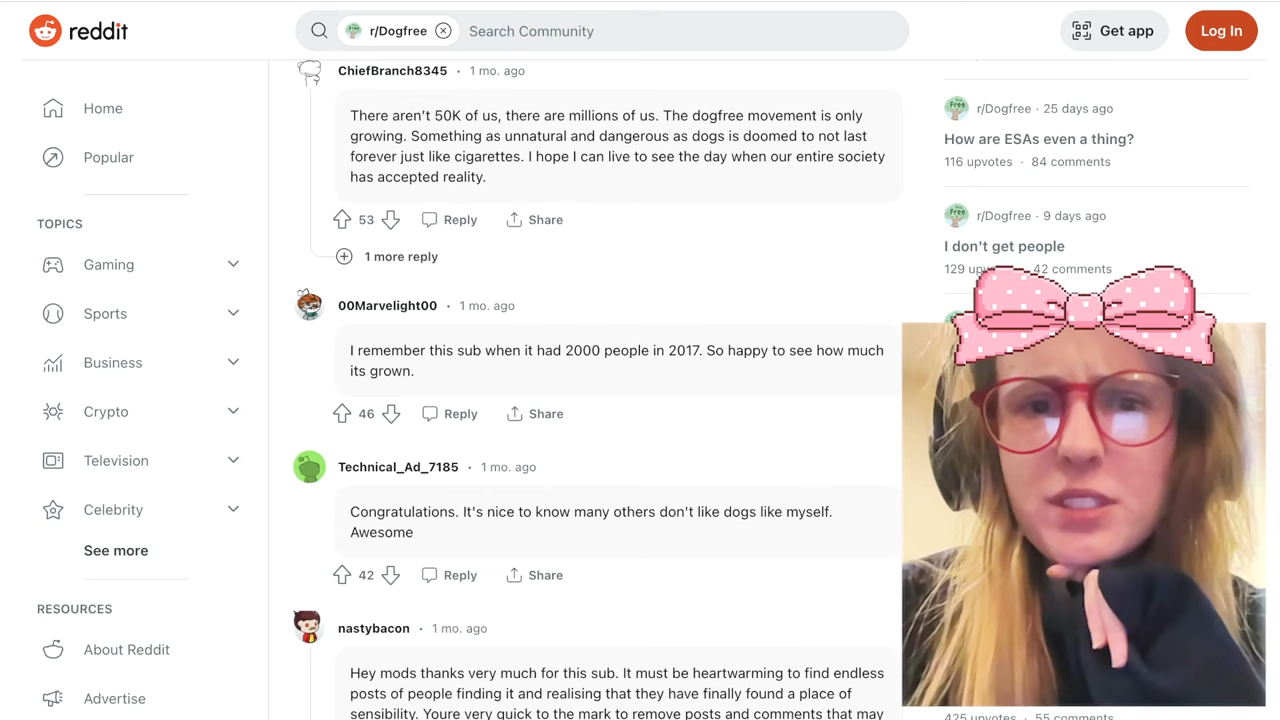 reddit
r/Dogfree
Search Community
Get app
Log In
Home
Popular
TOPICS
Gaming
Sports
Business
Crypto
Television
Celebrity
See more
RESOURCES
About Reddit
Advertise
ChiefBranch8345 • 1 mo. ago
There aren't 50K of us, there are millions of us. The dogfree movement is only
growing. Something as unnatural and dangerous as dogs is doomed to not last
forever just like cigarettes. I hope I can live to see the day when our entire society
has accepted reality.
53 Reply Share
1 more reply
00Marvelight00 • 1 mo. ago
I remember this sub when it had 2000 people in 2017. So happy to see how much
its grown.
46 Reply Share
Technical_Ad_7185 • 1 mo. ago
Congratulations. It's nice to know many others don't like dogs like myself.
Awesome
42 Reply Share
nastybacon • 1 mo. ago
Hey mods thanks very much for this sub. It must be heartwarming to find endless
posts of people finding it and realising that they have finally found a place of
sensibility. Youre very quick to the mark to remove posts and comments that may
Free
r/Dogfree · 25 days ago
How are ESAs even a thing?
116 upvotes · 84 comments
Free
r/Dogfree · 9 days ago
I don't get people
129 42 comments
425 upvotes · 55 comments